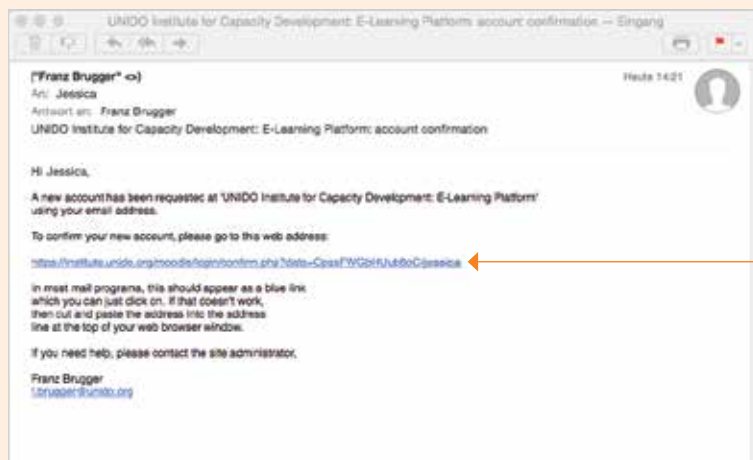 UNIDO Institute for Capacity Development: E-Learning Platform: account confirmation — Eingang
("Franz Brugger" <>)
Heute 14:21
An: Jessica
Antwort an: Franz Brugger
UNIDO Institute for Capacity Development: E-Learning Platform: account confirmation
Hi Jessica,
A new account has been requested at 'UNIDO Institute for Capacity Development: E-Learning Platform'
using your email address.
To confirm your new account, please go to this web address:
In most mail programs, this should appear as a blue link
which you can just click on. If that doesn't work,
then cut and paste the address into the address
line at the top of your web browser window.
If you need help, please contact the site administrator,
Franz Brugger
f.brugger@unido.org